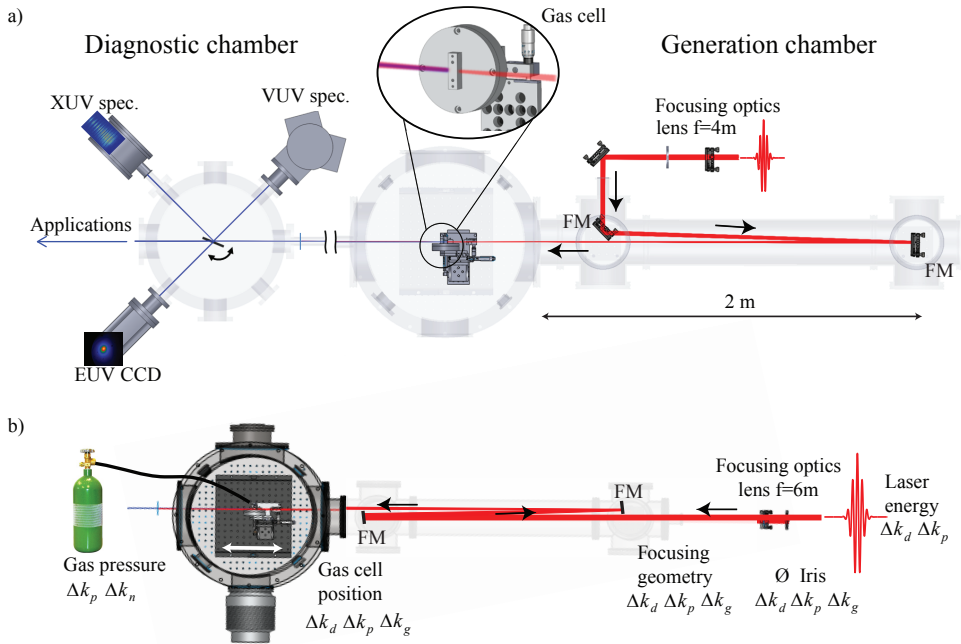 a)
Gas cell
Diagnostic chamber
Generation chamber
XUV spec.
VUV spec.
Focusing optics
lens f=4m
Applications
FM
FM
2 m
EUV CCD
b)
Focusing optics
lens f=6m
Laser
energy
Δk_d Δk_p
FM
FM
Gas pressure
Δk_p Δk_n
Gas cell
position
Δk_d Δk_p Δk_g
Focusing
geometry
Δk_d Δk_p Δk_g
Ø Iris
Δk_d Δk_p Δk_g